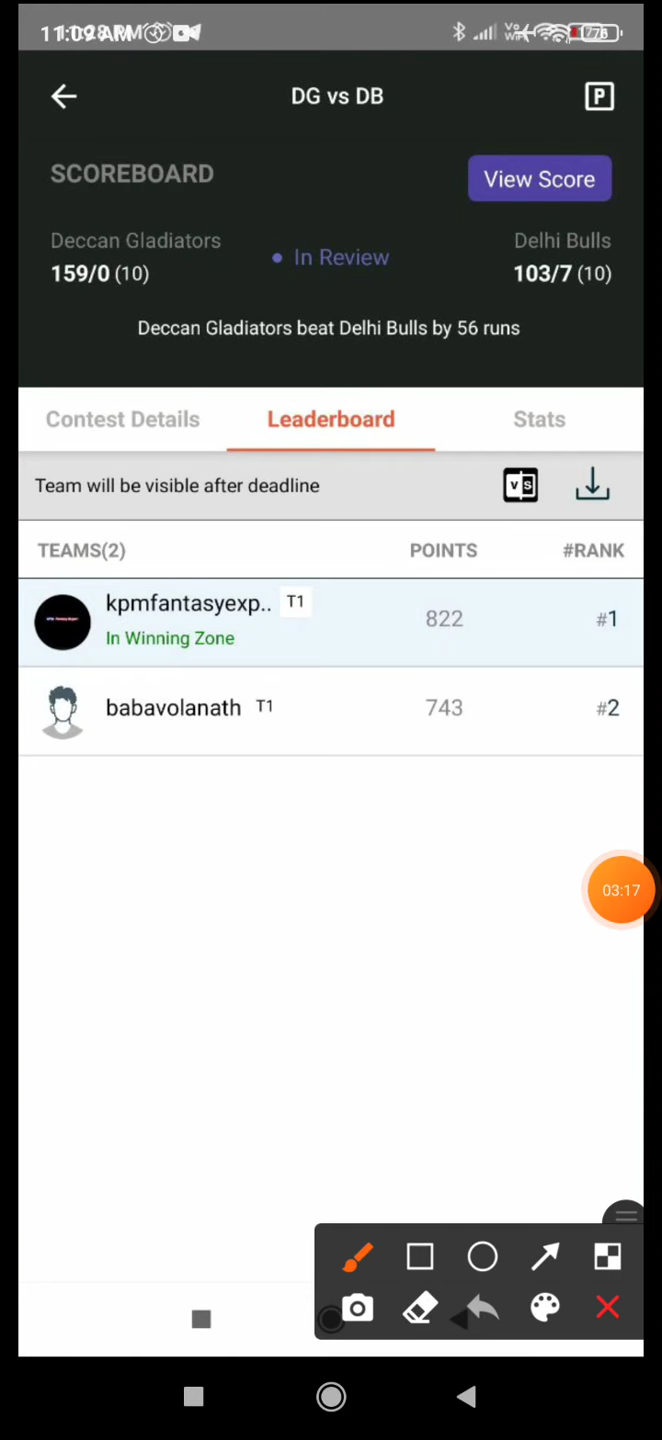 DG vs DB
P
SCOREBOARD
View Score
Deccan Gladiators
In Review
Delhi Bulls
159/0 (10)
103/7 (10)
Deccan Gladiators beat Delhi Bulls by 56 runs
Contest Details
Leaderboard
Stats
Team will be visible after deadline
VS
TEAMS(2)
POINTS
#RANK
kpmfantasyexp.. T1
822
#1
In Winning Zone
babavolanath T1
743
#2
03:17